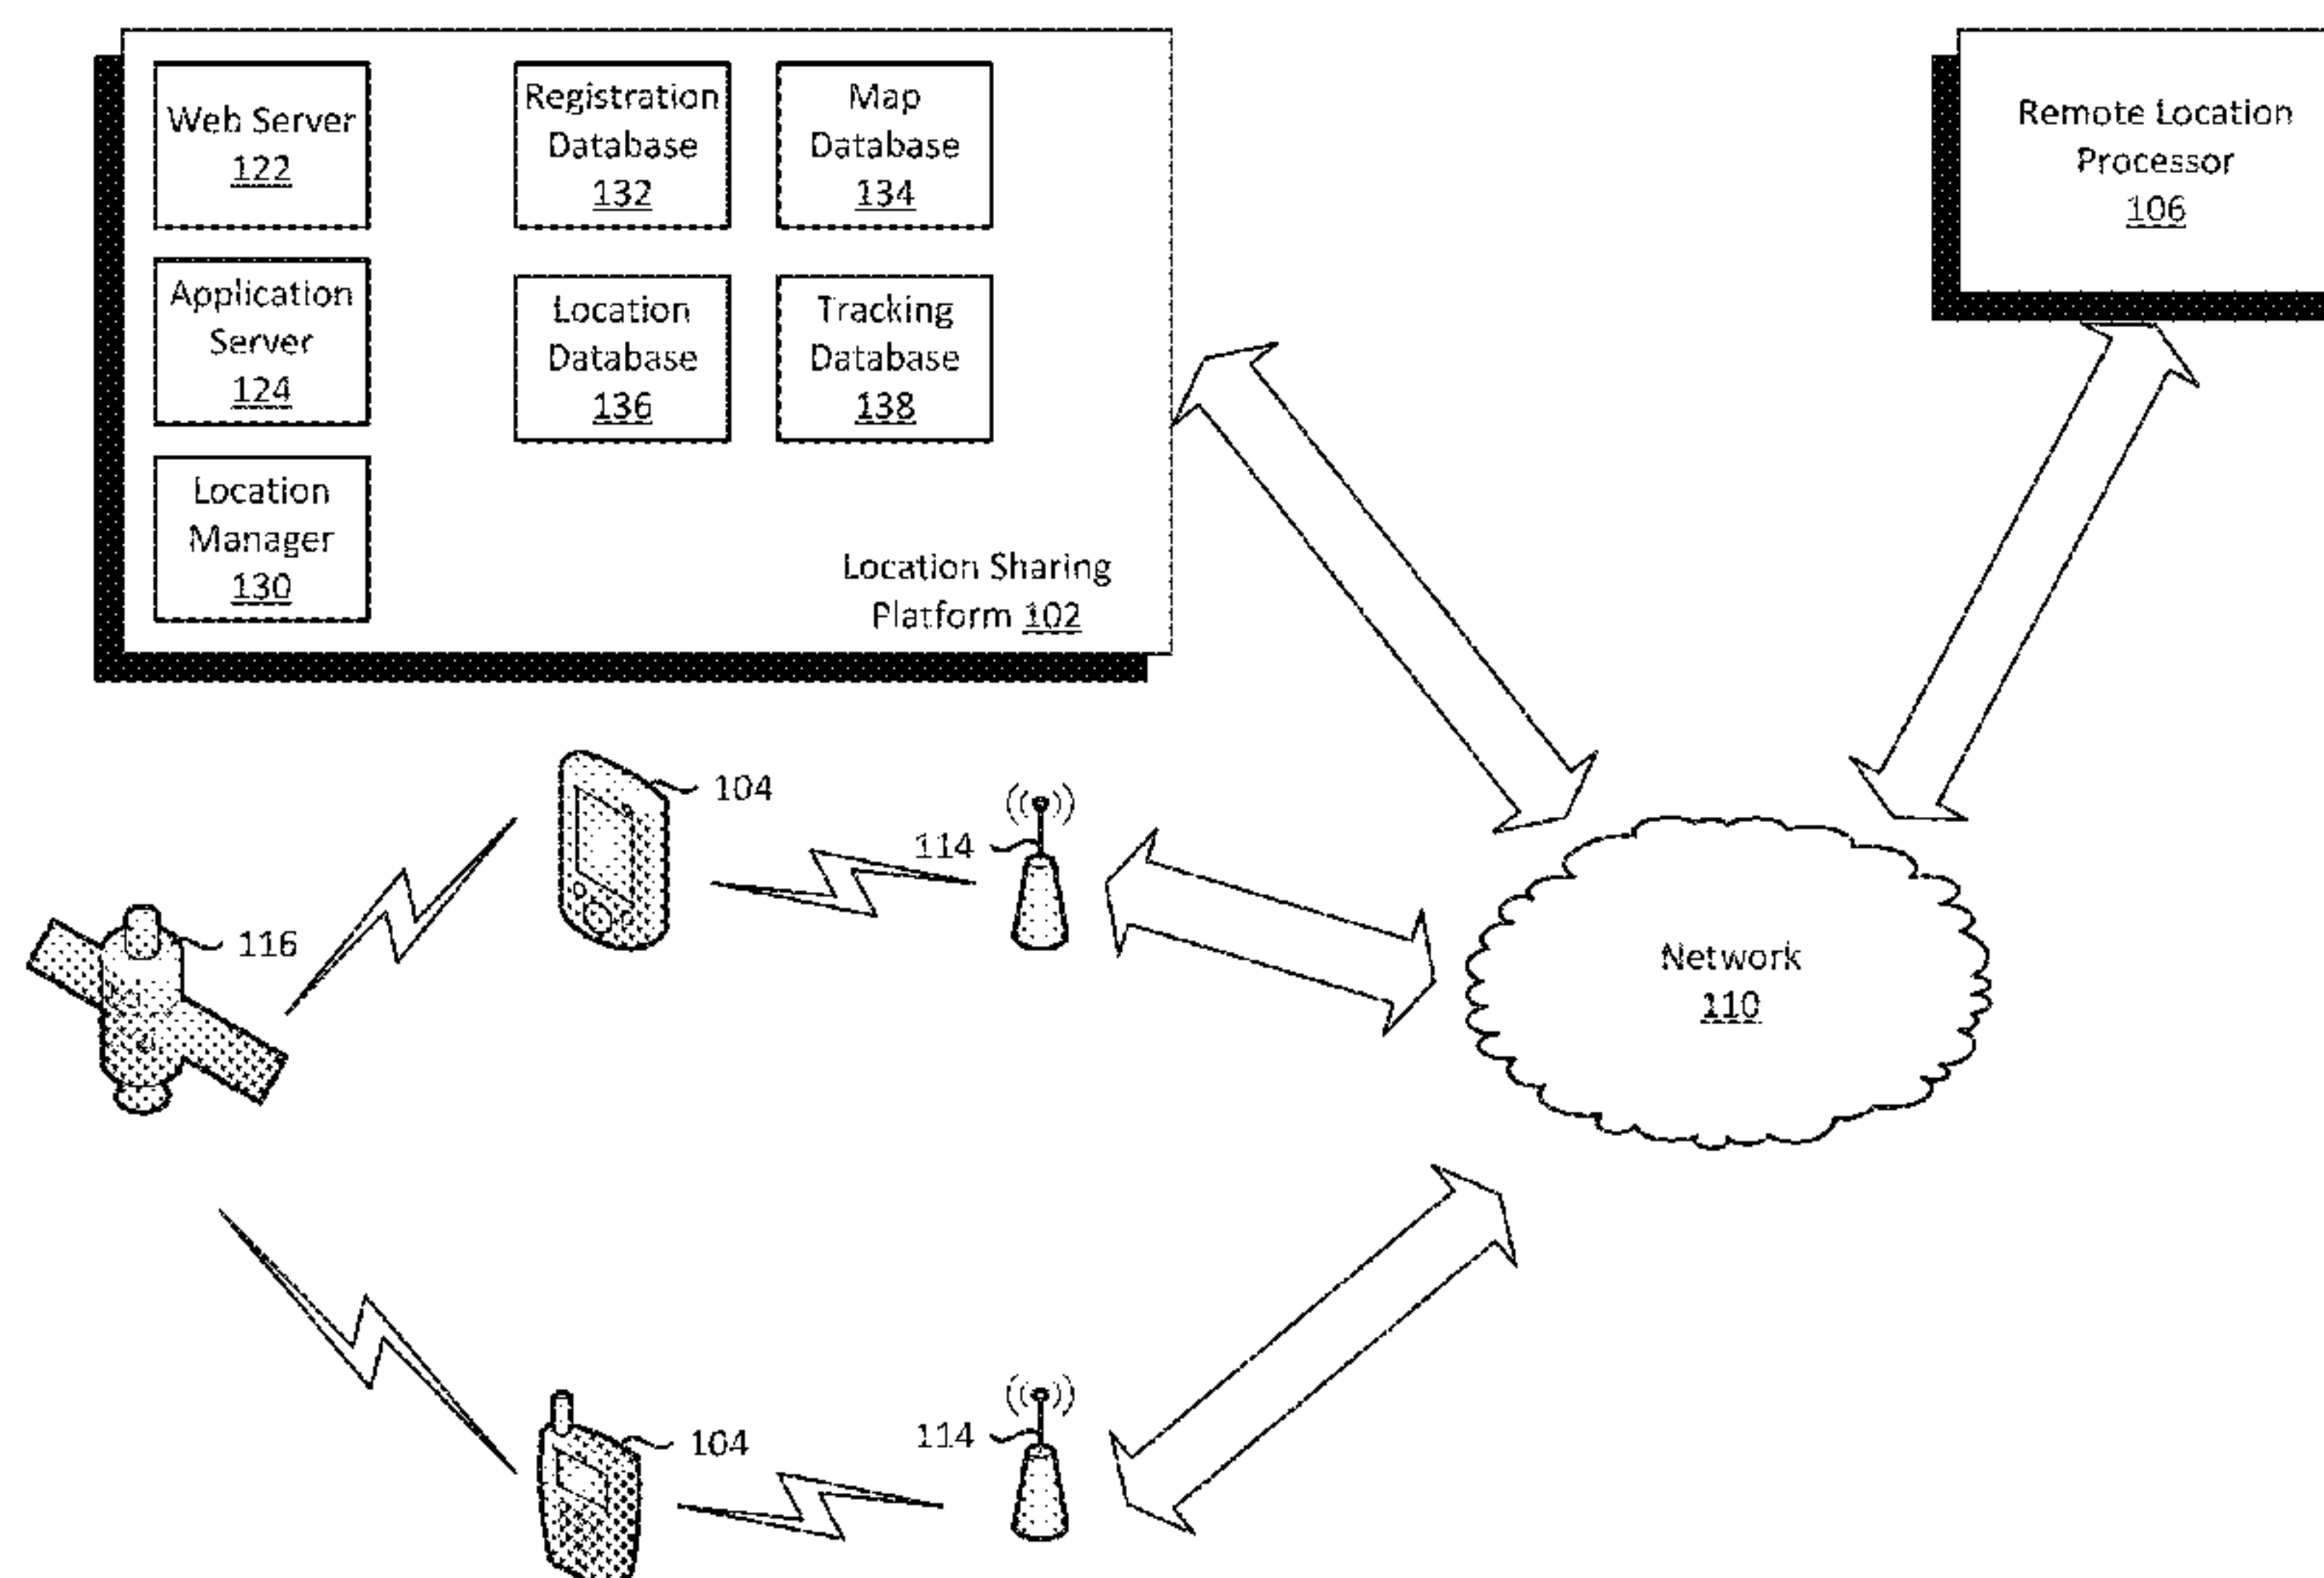 Web Server
122
Registration
Database
132
Map
Database
134
Remote Location
Processor
106
Application
Server
124
Location
Database
136
Tracking
Database
138
Location
Manager
130
Location Sharing
Platform 102
104
114
116
Network
110
104
114